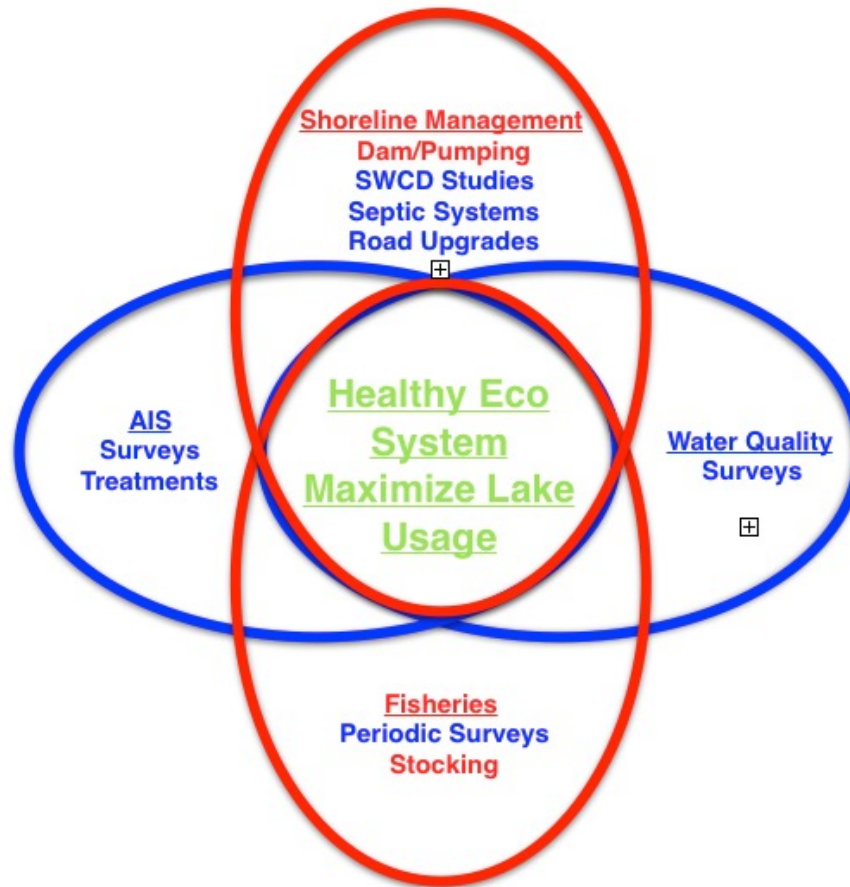 Shoreline Management
Dam/Pumping
SWCD Studies
Septic Systems
Road Upgrades
AIS
Surveys
Treatments
Healthy Eco
System
Maximize Lake
Usage
Water Quality
Surveys
Fisheries
Periodic Surveys
Stocking